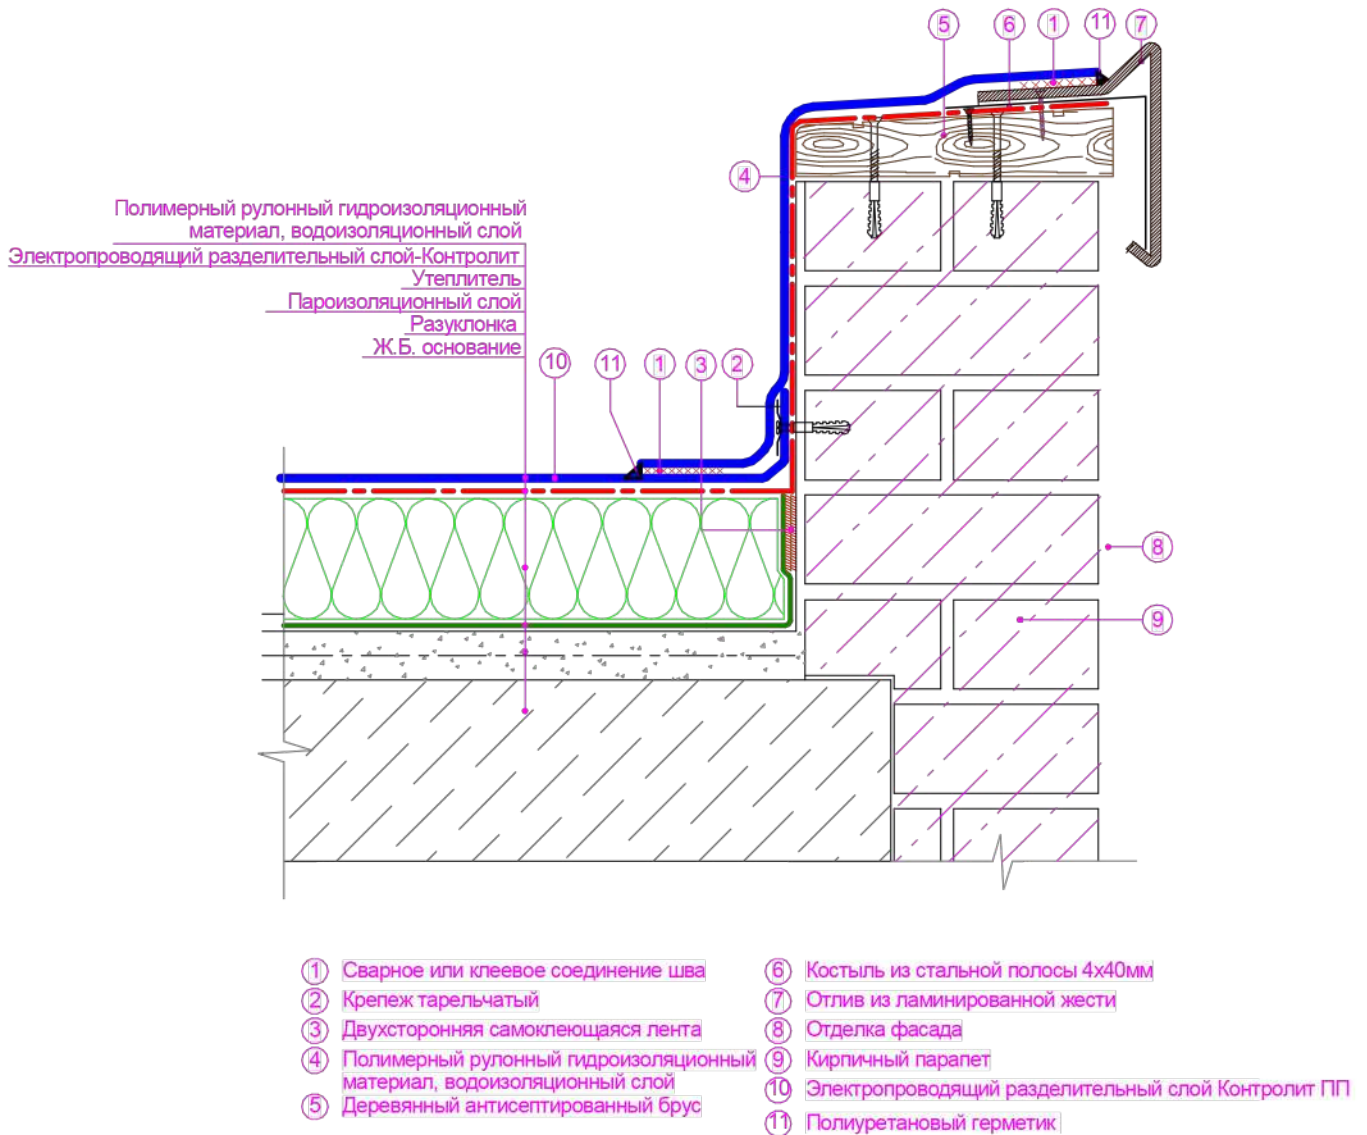 5 6 1 11 7
4
Полимерный рулонный гидроизоляционный
материал, водоизоляционный слой
Электропроводящий разделительный слой-Контролит
Утеплитель
Пароизоляционный слой
Разуклонка
Ж.Б. основание
10 11 1 3 2
8
9
1 Сварное или клеевое соединение шва
2 Крепеж тарельчатый
3 Двухсторонняя самоклеющаяся лента
4 Полимерный рулонный гидроизоляционный
материал, водоизоляционный слой
5 Деревянный антисептированный брус
6 Костыль из стальной полосы 4х40мм
7 Отлив из ламинированной жести
8 Отделка фасада
9 Кирпичный парапет
10 Электропроводящий разделительный слой Контролит ПП
11 Полиуретановый герметик